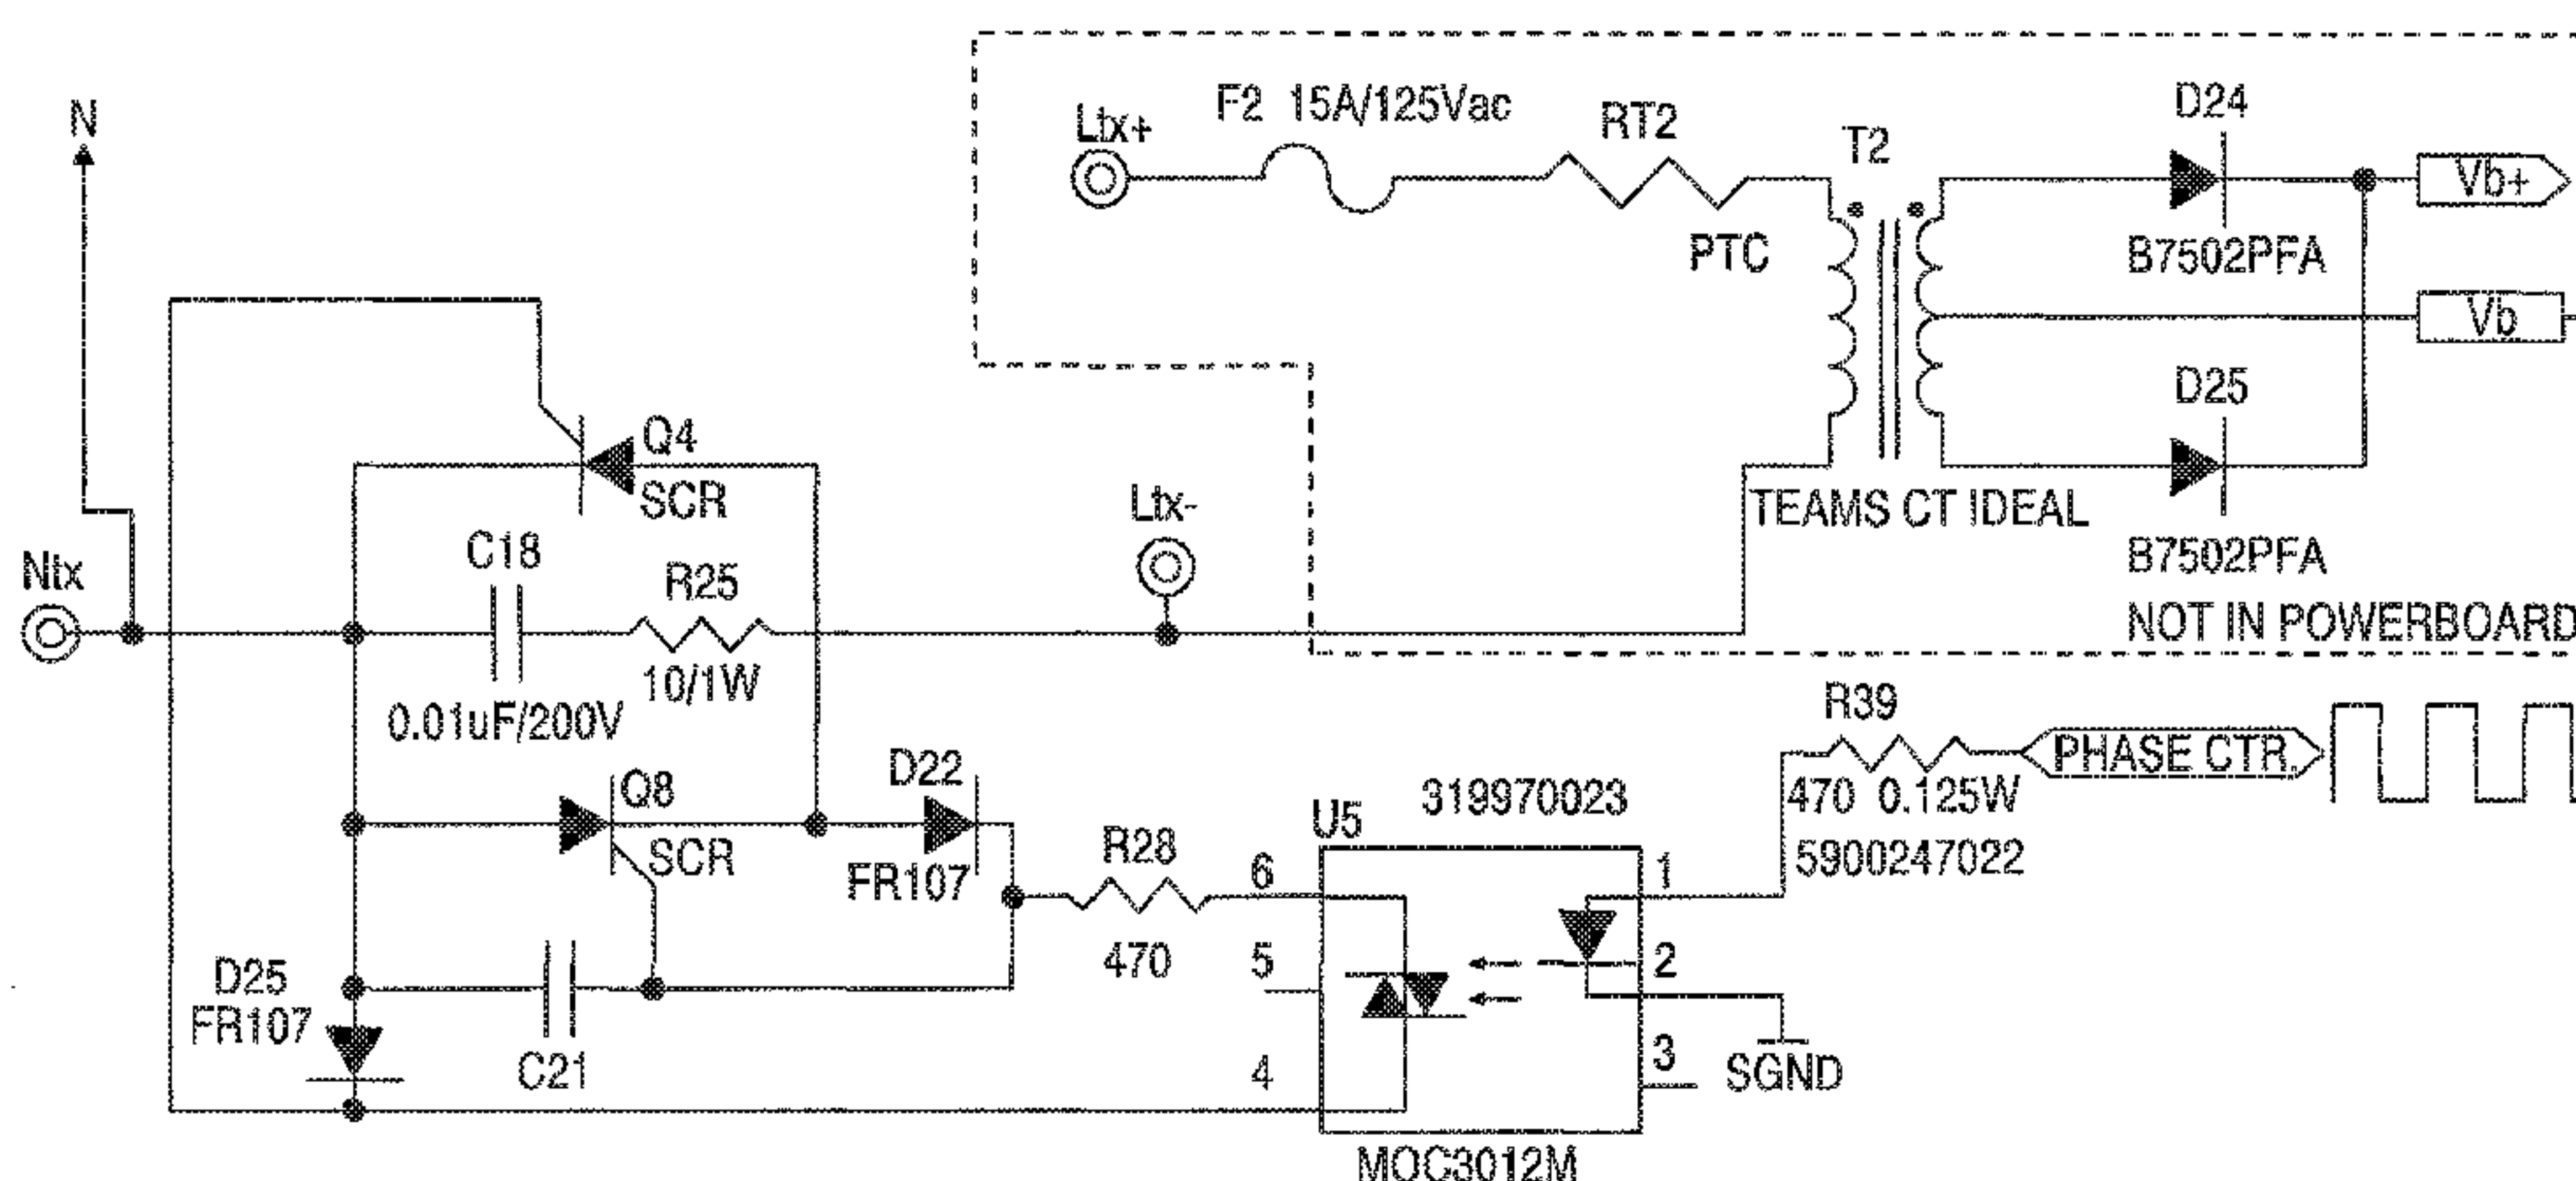 N
Ltx+
F2 15A/125Vac
RT2
PTC
T2
D24
B7502PFA
Vb+
Vb
D25
B7502PFA
TEAMS CT IDEAL
NOT IN POWERBOARD
Q4
SCR
Ltx-
Ntx
C18
R25
10/1W
0.01uF/200V
Q8
SCR
D22
FR107
R28
470
D25
FR107
C21
U5
319970023
6
5
4
1
2
3
MOC3012M
R39
470 0.125W
5900247022
PHASE CTR.
SGND